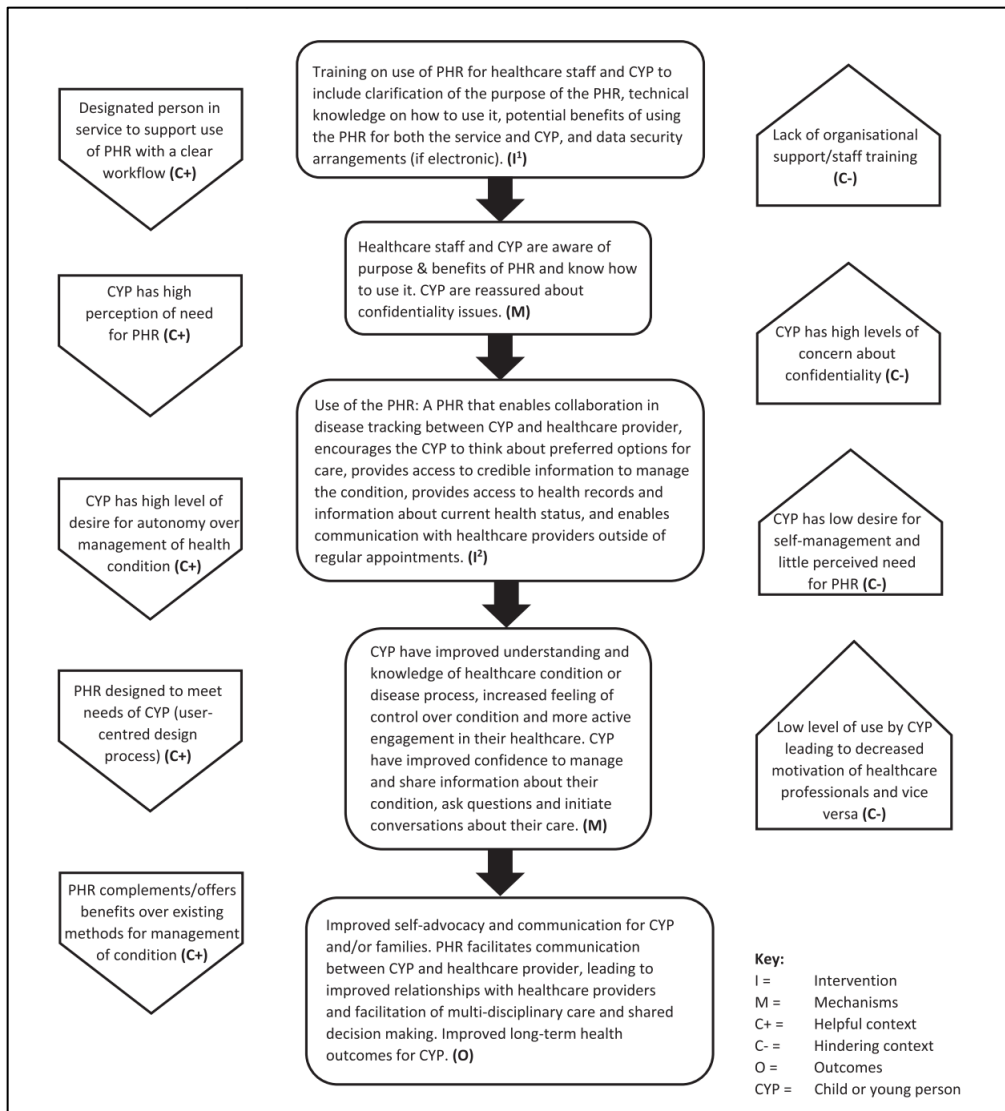 Training on use of PHR for healthcare staff and CYP to
include clarification of the purpose of the PHR, technical
knowledge on how to use it, potential benefits of using
the PHR for both the service and CYP, and data security
arrangements (if electronic). (I¹)
Designated person in
service to support use
of PHR with a clear
workflow (C+)
Lack of organisational
support/staff training
(C-)
Healthcare staff and CYP are aware of
purpose & benefits of PHR and know how
to use it. CYP are reassured about
confidentiality issues. (M)
CYP has high
perception of need
for PHR (C+)
CYP has high levels of
concern about
confidentiality (C-)
Use of the PHR: A PHR that enables collaboration in
disease tracking between CYP and healthcare provider,
encourages the CYP to think about preferred options for
care, provides access to credible information to manage
the condition, provides access to health records and
information about current health status, and enables
communication with healthcare providers outside of
regular appointments. (I²)
CYP has high level of
desire for autonomy over
management of health
condition (C+)
CYP has low desire for
self-management and
little perceived need
for PHR (C-)
CYP have improved understanding and
knowledge of healthcare condition or
disease process, increased feeling of
control over condition and more active
engagement in their healthcare. CYP
have improved confidence to manage
and share information about their
condition, ask questions and initiate
conversations about their care. (M)
PHR designed to meet
needs of CYP (user-
centred design
process) (C+)
Low level of use by CYP
leading to decreased
motivation of healthcare
professionals and vice
versa (C-)
PHR complements/offers
benefits over existing
methods for management
of condition (C+)
Improved self-advocacy and communication for CYP
and/or families. PHR facilitates communication
between CYP and healthcare provider, leading to
improved relationships with healthcare providers
and facilitation of multi-disciplinary care and shared
decision making. Improved long-term health
outcomes for CYP. (O)
Key:
I = Intervention
M = Mechanisms
C+ = Helpful context
C- = Hindering context
O = Outcomes
CYP = Child or young person